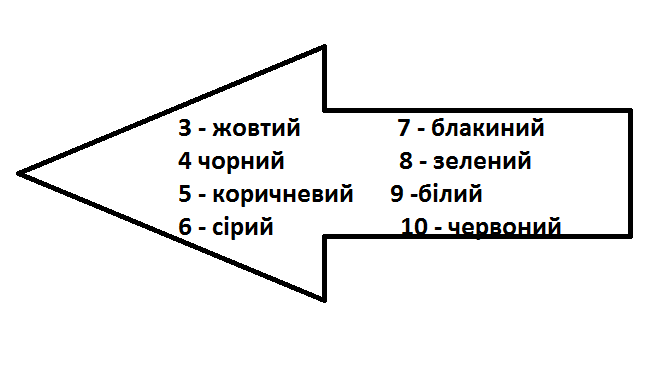 3 - жовтий 7 - блакиний
4 чорний 8 - зелений
5 - коричневий 9 -білий
6 - сірий 10 - червоний